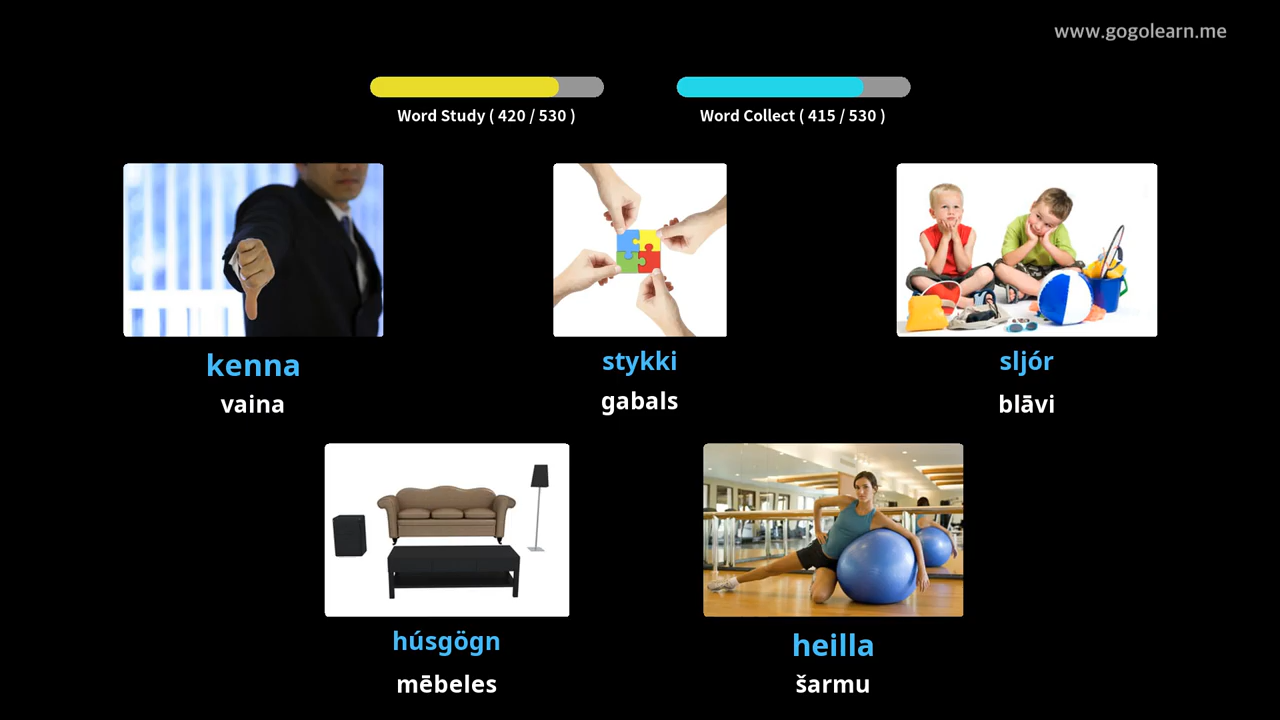 www.gogolearn.me
Word Study ( 420 / 530 )
Word Collect ( 415 / 530 )
kenna
vaina
stykki
gabals
sljór
blāvi
húsgögn
mēbeles
heilla
šarmu